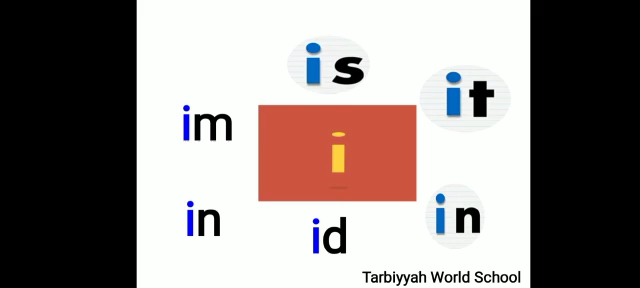 is
it
im
i
in
id
in
Tarbiyyah World School